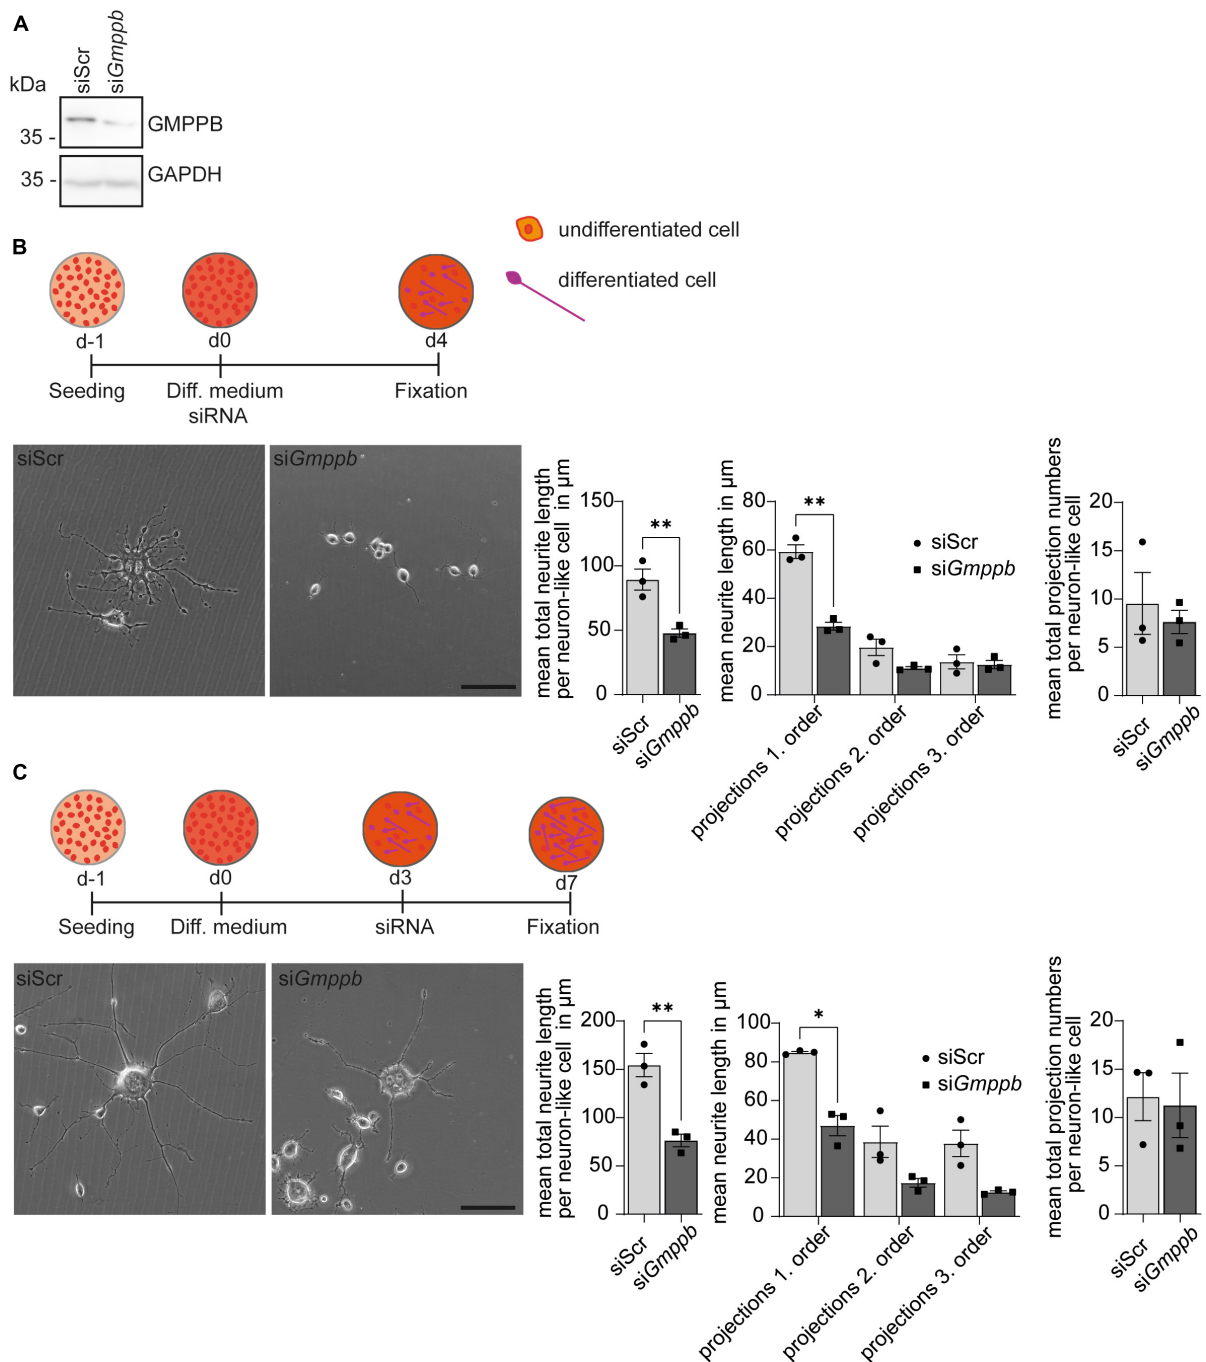 A
siScr
siGmppb
kDa
35 -
GMPPB
35 -
GAPDH
B
undifferentiated cell
differentiated cell
d-1
d0
d4
Seeding
Diff. medium
siRNA
Fixation
siScr
siGmppb
mean total neurite length
per neuron-like cell in µm
150
100
50
0
**
siScr
siGmppb
mean neurite length in µm
80
60
40
20
0
**
siScr
siGmppb
projections 1. order
projections 2. order
projections 3. order
mean total projection numbers
per neuron-like cell
20
15
10
5
0
siScr
siGmppb
C
d-1
d0
d3
d7
Seeding
Diff. medium
siRNA
Fixation
siScr
siGmppb
mean total neurite length
per neuron-like cell in µm
200
150
100
50
0
**
siScr
siGmppb
mean neurite length in µm
100
80
60
40
20
0
*
siScr
siGmppb
projections 1. order
projections 2. order
projections 3. order
mean total projection numbers
per neuron-like cell
20
15
10
5
0
siScr
siGmppb